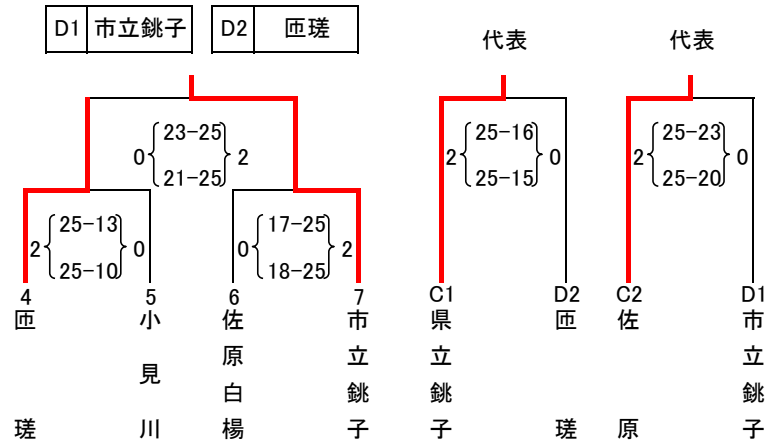 D1 市立銚子 D2 匝瑳
代表 代表
23-25
0 2
21-25
25-16
2 0
25-15
25-23
2 0
25-20
25-13
2 0
25-10
17-25
0 2
18-25
4 5 6 7 C1 D2 C2 D1
匝瑳
小見川
佐原白楊
市立銚子
県立銚子
匝瑳
佐原
市立銚子